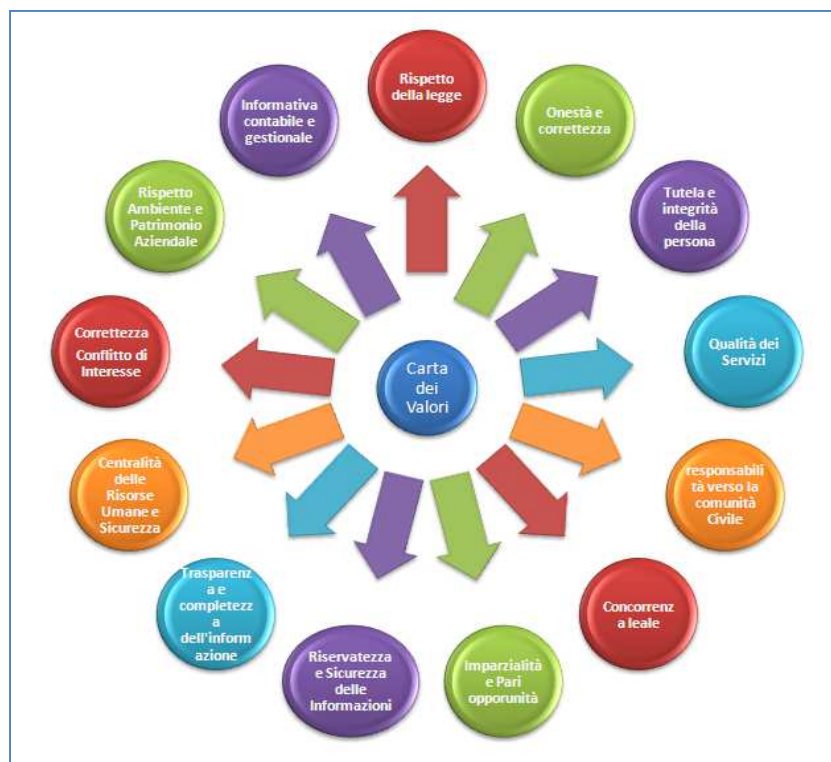 Rispetto
della legge
Onestà e
correttezza
Tutela e
integrità
della
persona
Qualità dei
Servizi
responsabili
tà verso la
comunità
Civile
Concorrenz
a leale
Imparzialità
e Pari
opporunità
Riservatezza
e Sicurezza
delle
Informazioni
Trasparenz
a e
completezz
a
dell'inform
azione
Centralità
delle
Risorse
Umane e
Sicurezza
Correttezza
Conflitto di
Interesse
Rispetto
Ambiente e
Patrimonio
Aziendale
Informativa
contabile e
gestionale
Carta
dei
Valori